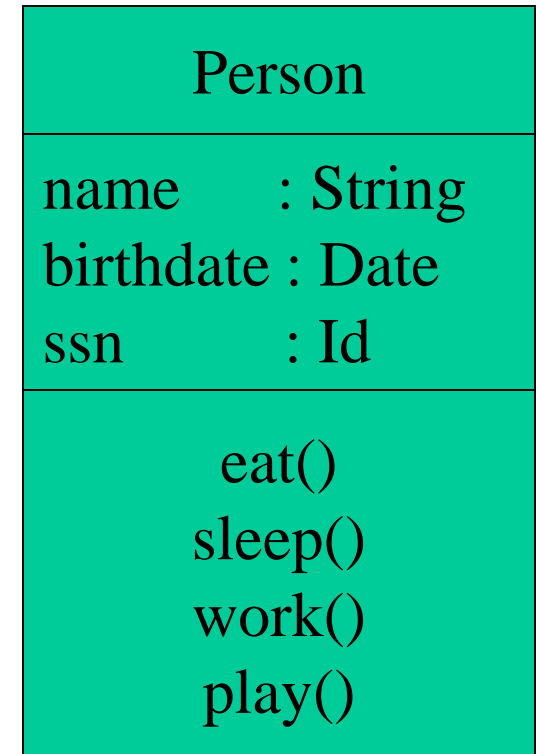 Person
name : String
birthdate : Date
ssn : Id
eat()
sleep()
work()
play()